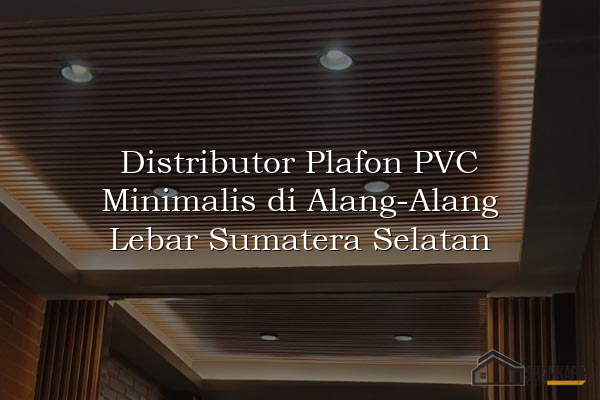 Distributor Plafon PVC
Minimalis di Alang-Alang
Lebar Sumatera Selatan